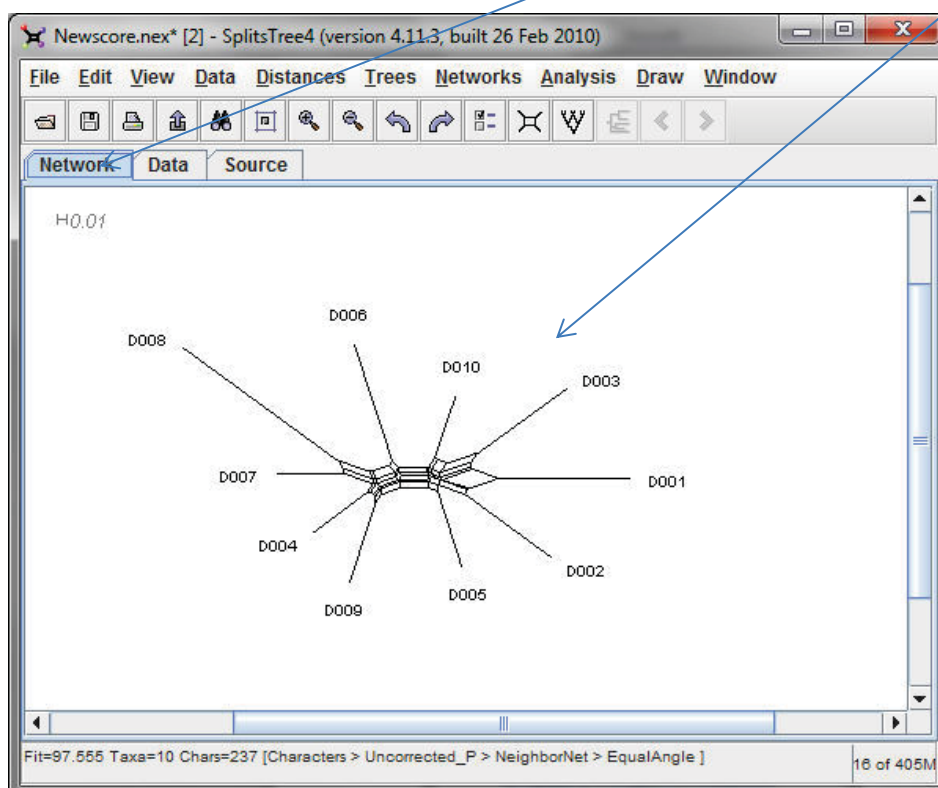 Newscore.nex* [2] - SplitsTree4 (version 4.11.3, built 26 Feb 2010)
File Edit View Data Distances Trees Networks Analysis Draw Window
Network Data Source
0.01
D006
D008
D010
D003
D007
D001
D004
D002
D005
D009
Fit=97.555 Taxa=10 Chars=237 [Characters > Uncorrected_P > NeighborNet > EqualAngle ]
16 of 405M